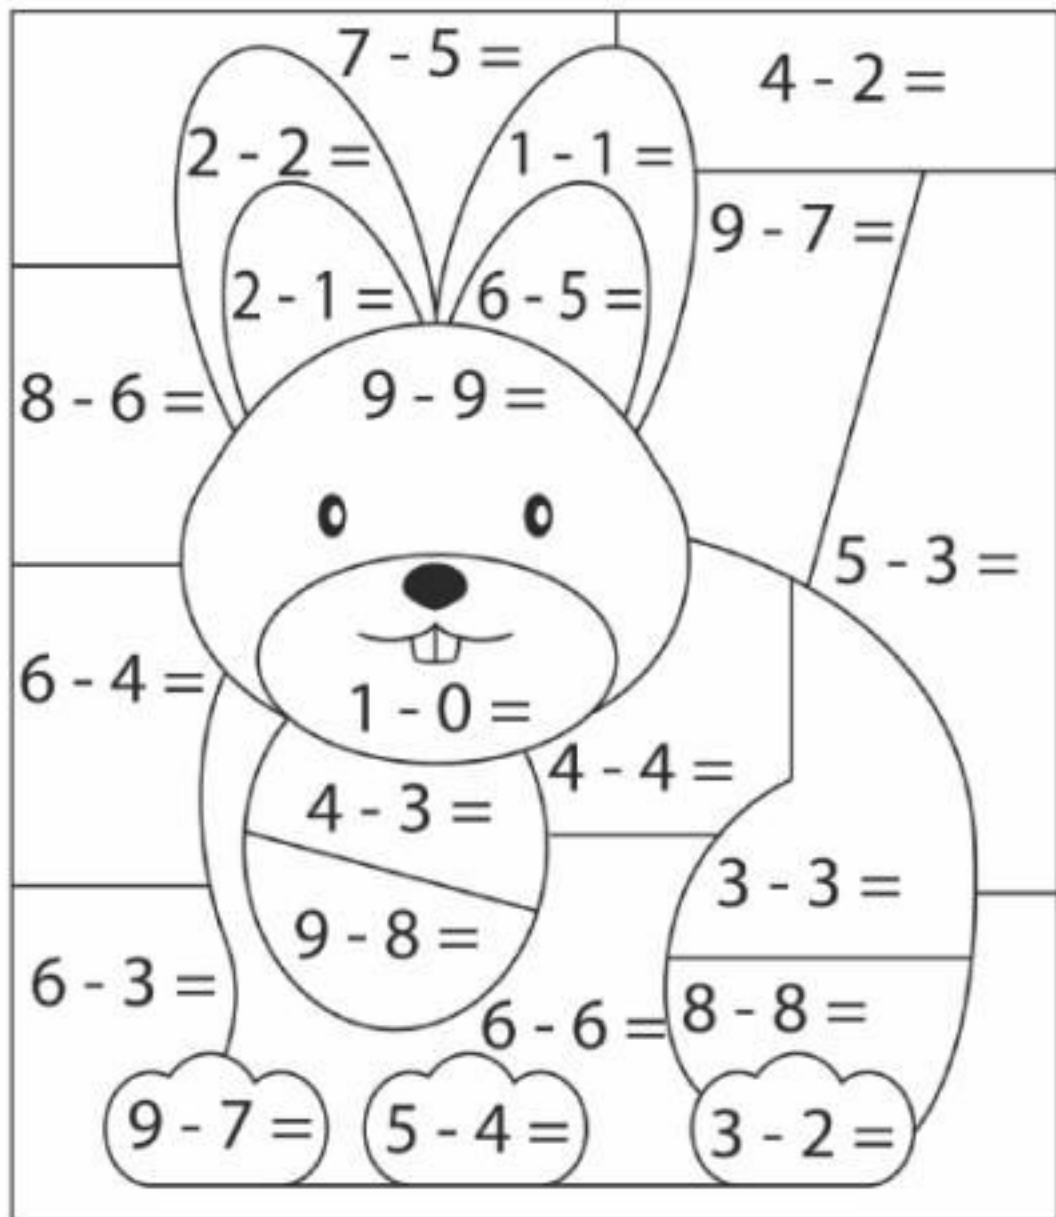 7 - 5 =
4 - 2 =
2 - 2 =
1 - 1 =
9 - 7 =
2 - 1 =
6 - 5 =
8 - 6 =
9 - 9 =
5 - 3 =
6 - 4 =
1 - 0 =
4 - 4 =
4 - 3 =
3 - 3 =
9 - 8 =
6 - 3 =
6 - 6 =
8 - 8 =
9 - 7 =
5 - 4 =
3 - 2 =